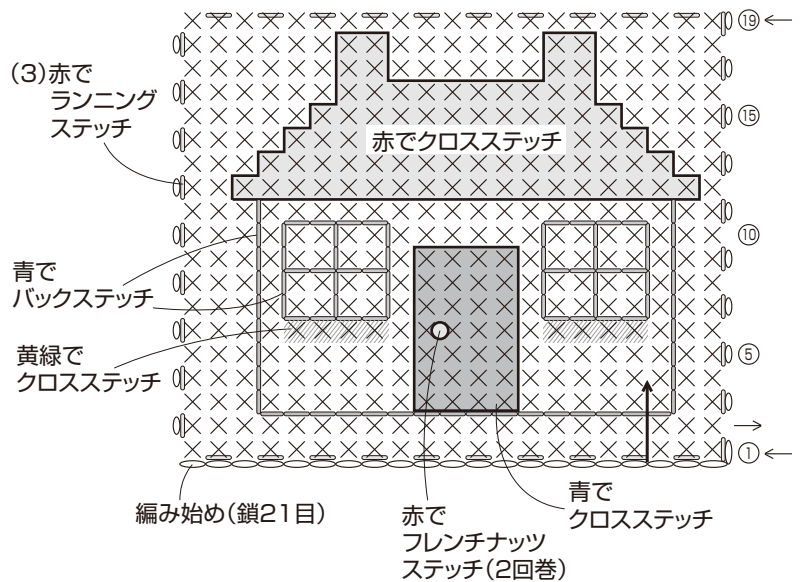 ⑲
(3)赤で
ランニング
ステッチ
⑮
赤でクロスステッチ
⑩
青で
バックステッチ
⑤
黄緑で
クロスステッチ
①
編み始め(鎖21目)
赤で
フレンチナッツ
ステッチ(2回巻)
青で
クロスステッチ